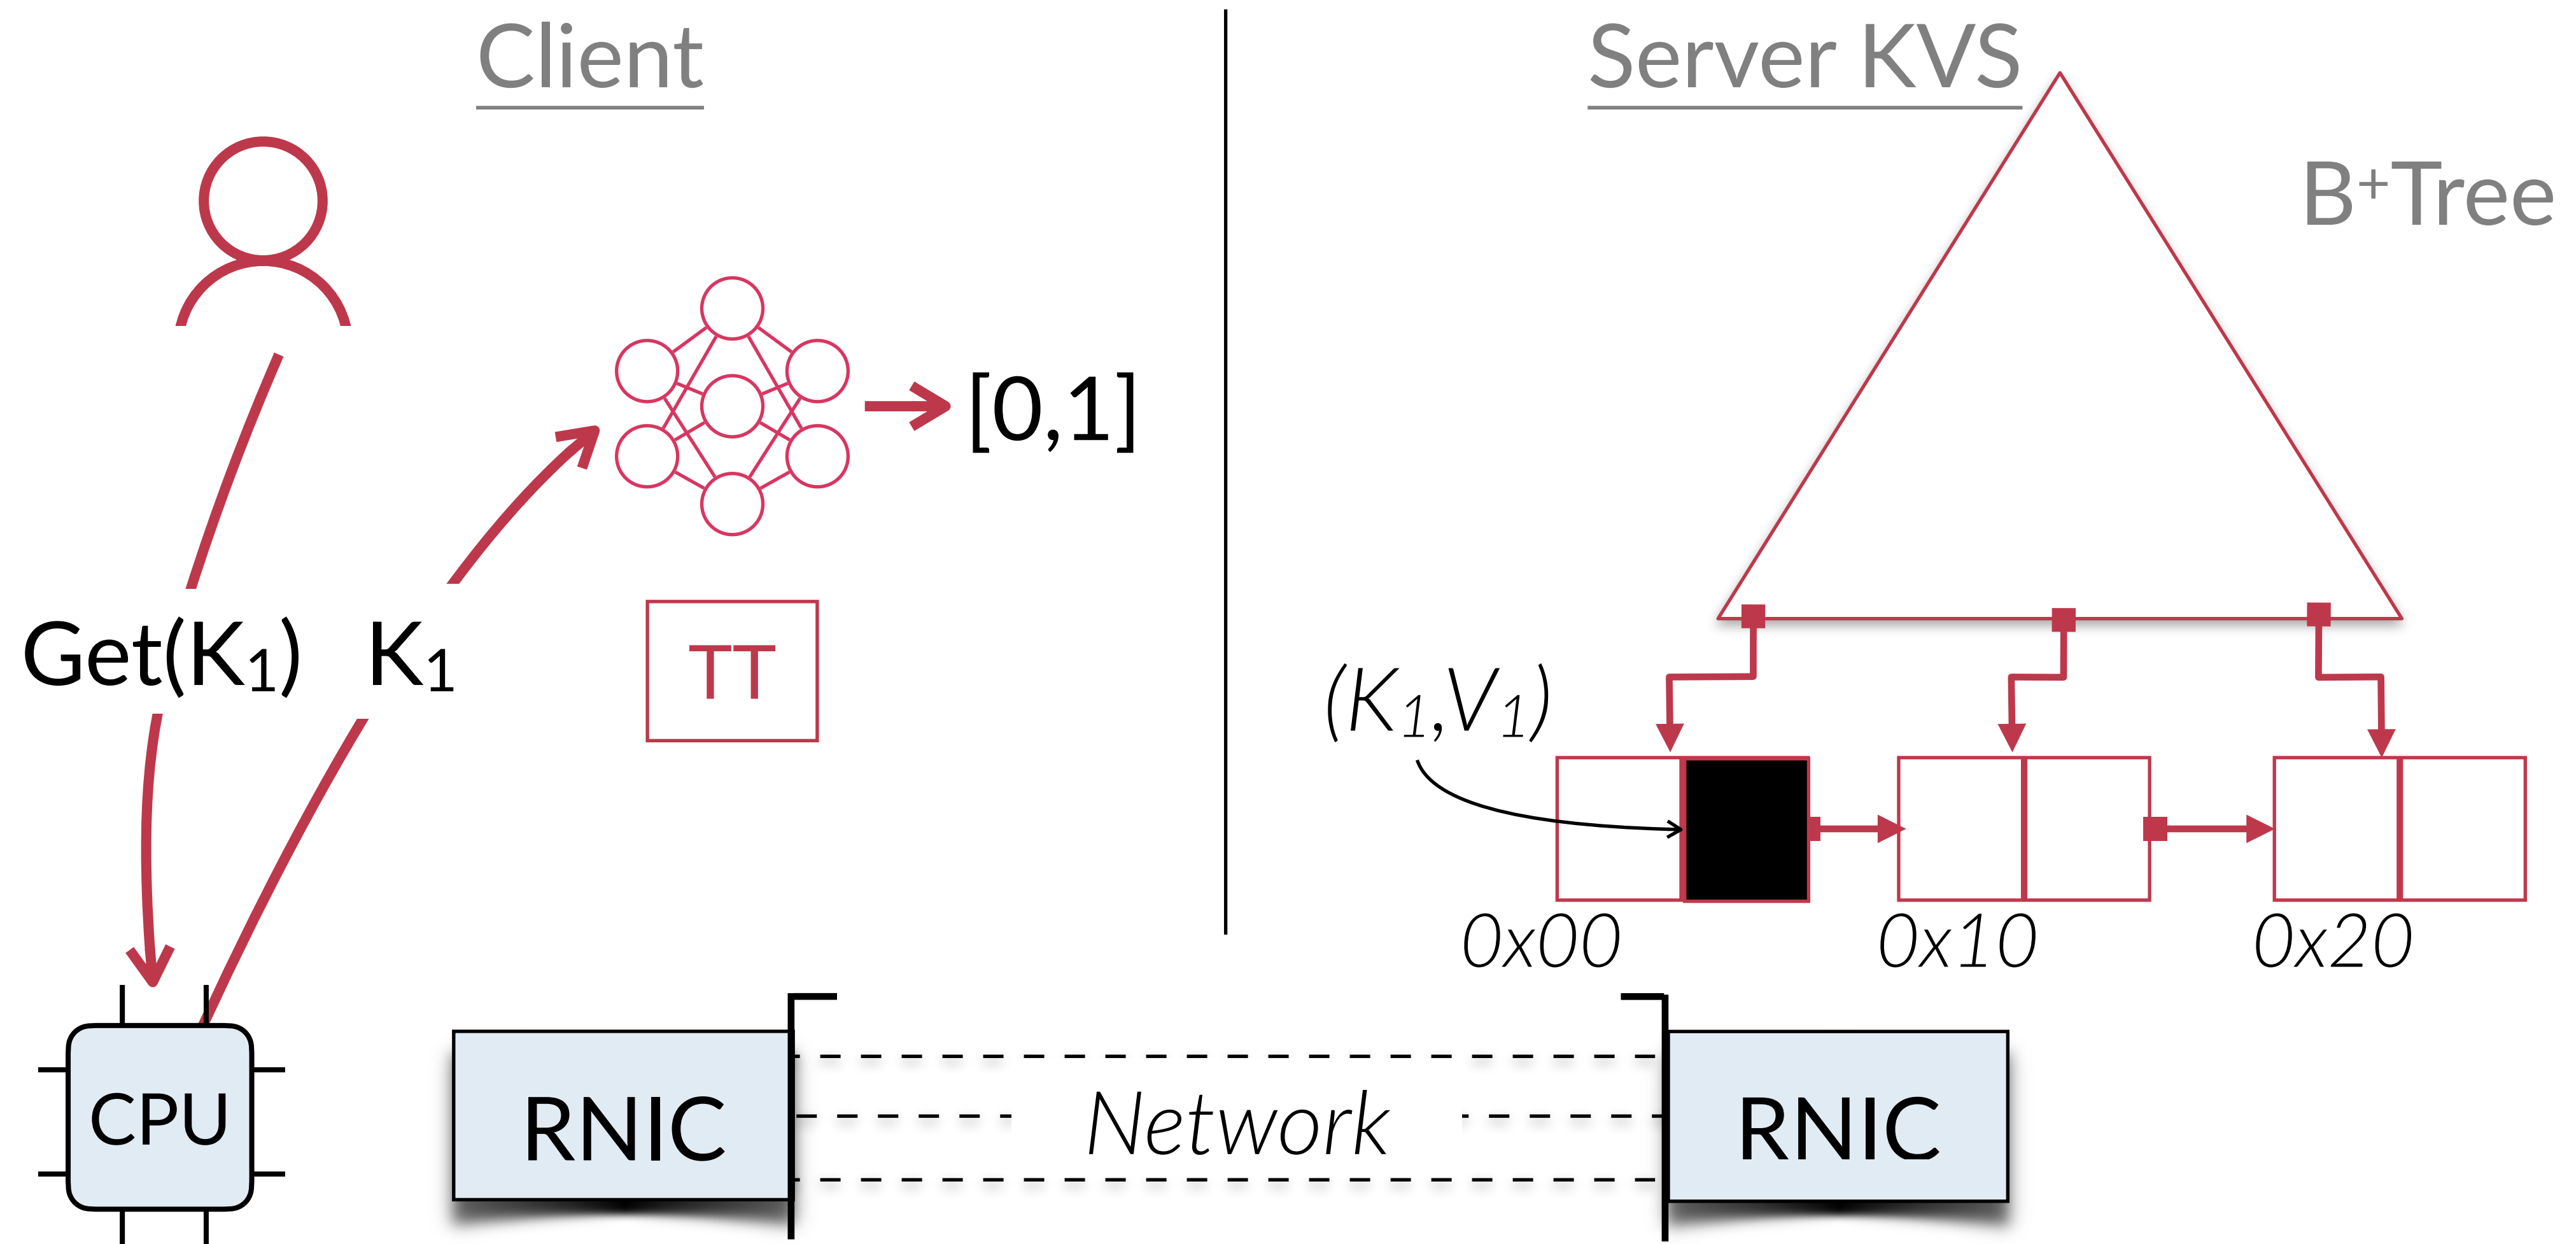 Client
Server KVS
B⁺Tree
[0,1]
Get(K₁)
K₁
TT
(K₁,V₁)
0x00
0x10
0x20
CPU
RNIC
Network
RNIC